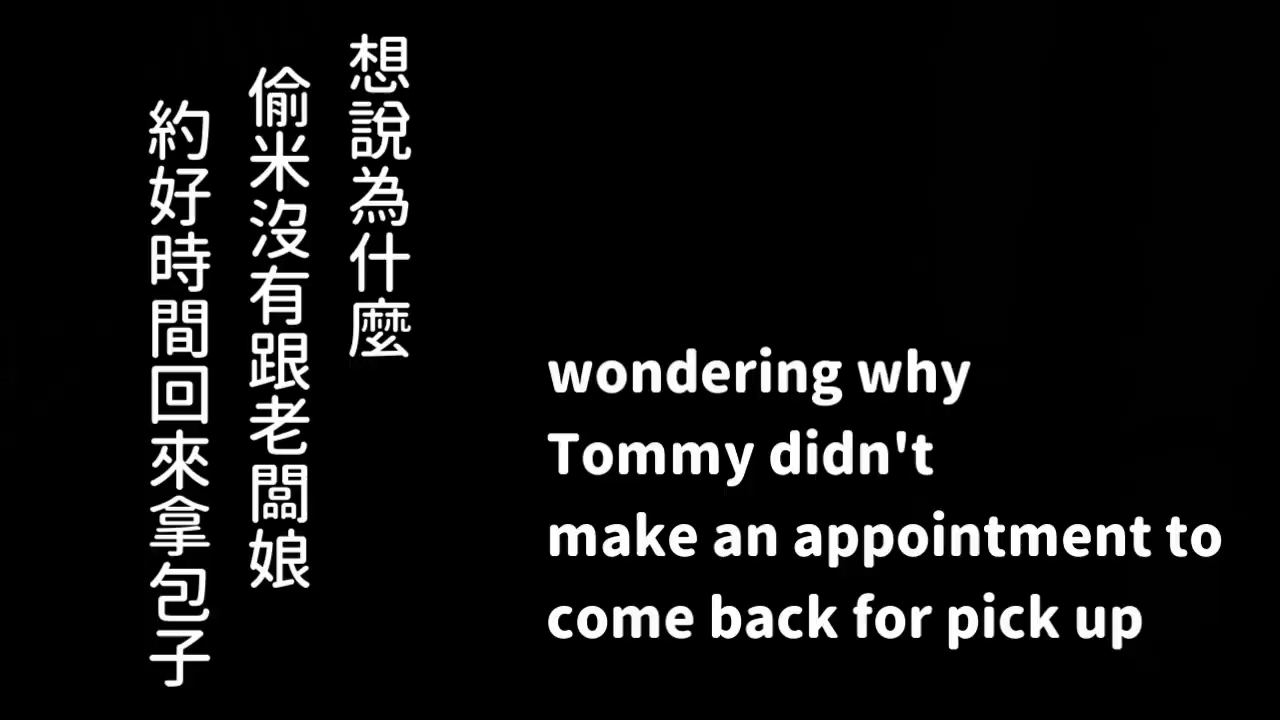 想說為什麼
偷米沒有跟老闆娘
約好時間回來拿包子
wondering why
Tommy didn't
make an appointment to
come back for pick up